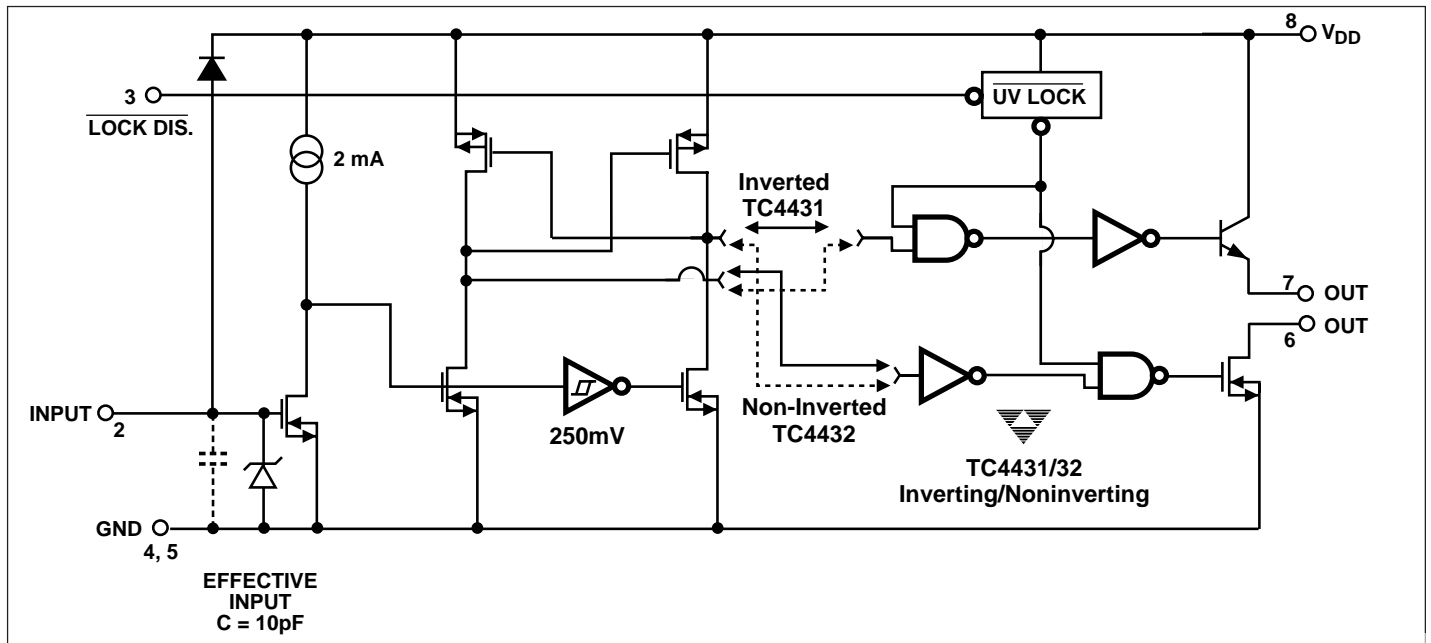 8
VDD
3
LOCK DIS.
UV LOCK
2 mA
Inverted
TC4431
7
OUT
OUT
6
INPUT
2
250mV
Non-Inverted
TC4432
TC4431/32
Inverting/Noninverting
GND
4, 5
EFFECTIVE
INPUT
C = 10pF